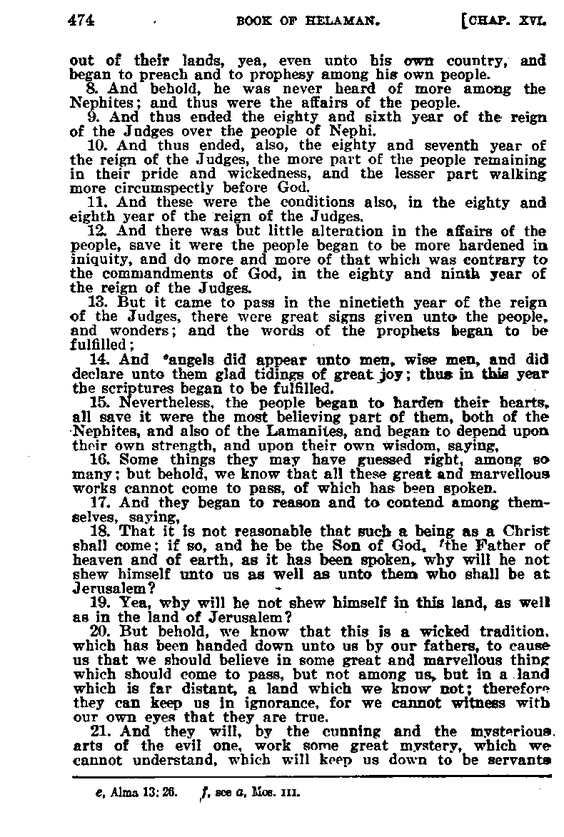 474 BOOK OF HELAMAN. [CHAP. XVI.
out of their lands, yea, even unto his own country, and
began to preach and to prophesy among his own people.
8. And behold, he was never heard of more among the
Nephites; and thus were the affairs of the people.
9. And thus ended the eighty and sixth year of the reign
of the Judges over the people of Nephi.
10. And thus ended, also, the eighty and seventh year of
the reign of the Judges, the more part of the people remaining
in their pride and wickedness, and the lesser part walking
more circumspectly before God.
11. And these were the conditions also, in the eighty and
eighth year of the reign of the Judges.
12. And there was but little alteration in the affairs of the
people, save it were the people began to be more hardened in
iniquity, and do more and more of that which was contrary to
the commandments of God, in the eighty and ninth year of
the reign of the Judges.
13. But it came to pass in the ninetieth year of the reign
of the Judges, there were great signs given unto the people,
and wonders; and the words of the prophets began to be
fulfilled;
14. And ᵉangels did appear unto men, wise men, and did
declare unto them glad tidings of great joy; thus in this year
the scriptures began to be fulfilled.
15. Nevertheless, the people began to harden their hearts,
all save it were the most believing part of them, both of the
Nephites, and also of the Lamanites, and began to depend upon
their own strength, and upon their own wisdom, saying,
16. Some things they may have guessed right, among so
many; but behold, we know that all these great and marvellous
works cannot come to pass, of which has been spoken.
17. And they began to reason and to contend among them-
selves, saying,
18. That it is not reasonable that such a being as a Christ
shall come; if so, and he be the Son of God, ᶠthe Father of
heaven and of earth, as it has been spoken, why will he not
shew himself unto us as well as unto them who shall be at
Jerusalem?
19. Yea, why will he not shew himself in this land, as well
as in the land of Jerusalem?
20. But behold, we know that this is a wicked tradition,
which has been handed down unto us by our fathers, to cause
us that we should believe in some great and marvellous thing
which should come to pass, but not among us, but in a land
which is far distant, a land which we know not; therefore
they can keep us in ignorance, for we cannot witness with
our own eyes that they are true.
21. And they will, by the cunning and the mysterious
arts of the evil one, work some great mystery, which we
cannot understand, which will keep us down to be servants
e, Alma 13: 26. f, see a, Mos. III.